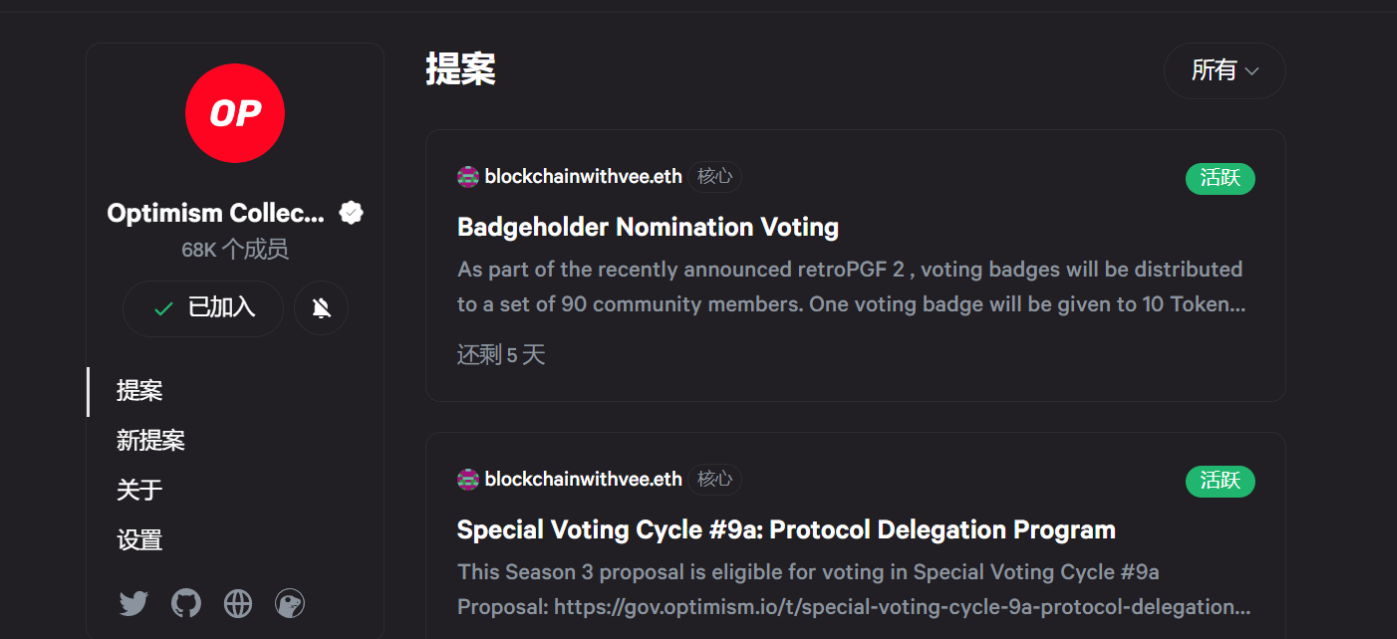 OP
Optimism Collec...
68K 个成员
已加入
提案
新提案
关于
设置
提案
所有
blockchainwithvee.eth 核心
活跃
Badgeholder Nomination Voting
As part of the recently announced retroPGF 2 , voting badges will be distributed
to a set of 90 community members. One voting badge will be given to 10 Token...
还剩 5 天
blockchainwithvee.eth 核心
活跃
Special Voting Cycle #9a: Protocol Delegation Program
This Season 3 proposal is eligible for voting in Special Voting Cycle #9a
Proposal: https://gov.optimism.io/t/special-voting-cycle-9a-protocol-delegation...